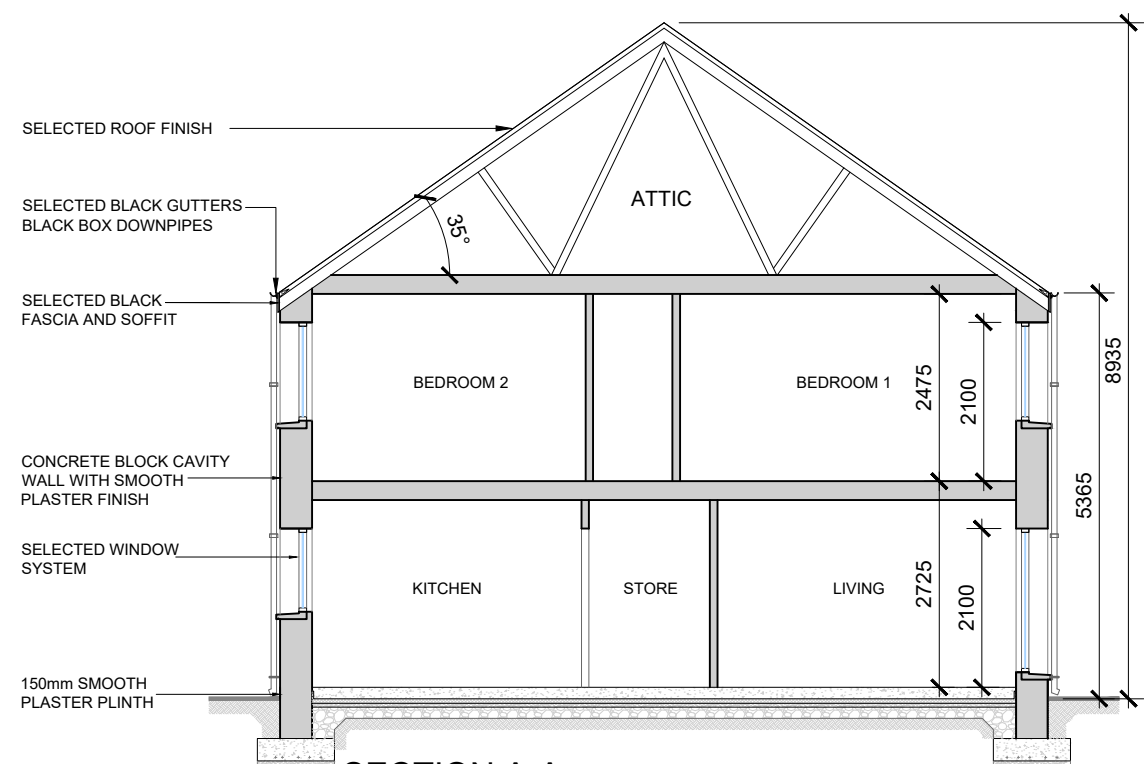 SELECTED ROOF FINISH
SELECTED BLACK GUTTERS
BLACK BOX DOWNPIPES
SELECTED BLACK
FASCIA AND SOFFIT
CONCRETE BLOCK CAVITY
WALL WITH SMOOTH
PLASTER FINISH
SELECTED WINDOW
SYSTEM
150mm SMOOTH
PLASTER PLINTH
35°
ATTIC
BEDROOM 2
BEDROOM 1
KITCHEN
STORE
LIVING
2475
2100
2725
2100
5365
8935
SECTION A-A